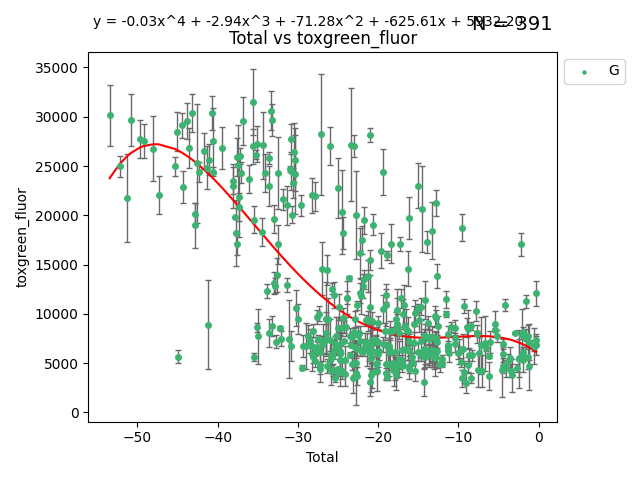 y = -0.03x^4 + -2.94x^3 + -71.28x^2 + -625.61x + 5932.20
N = 391
Total vs toxgreen_fluor
G
35000
30000
25000
20000
15000
10000
5000
0
toxgreen_fluor
−50 −40 −30 −20 −10 0
Total